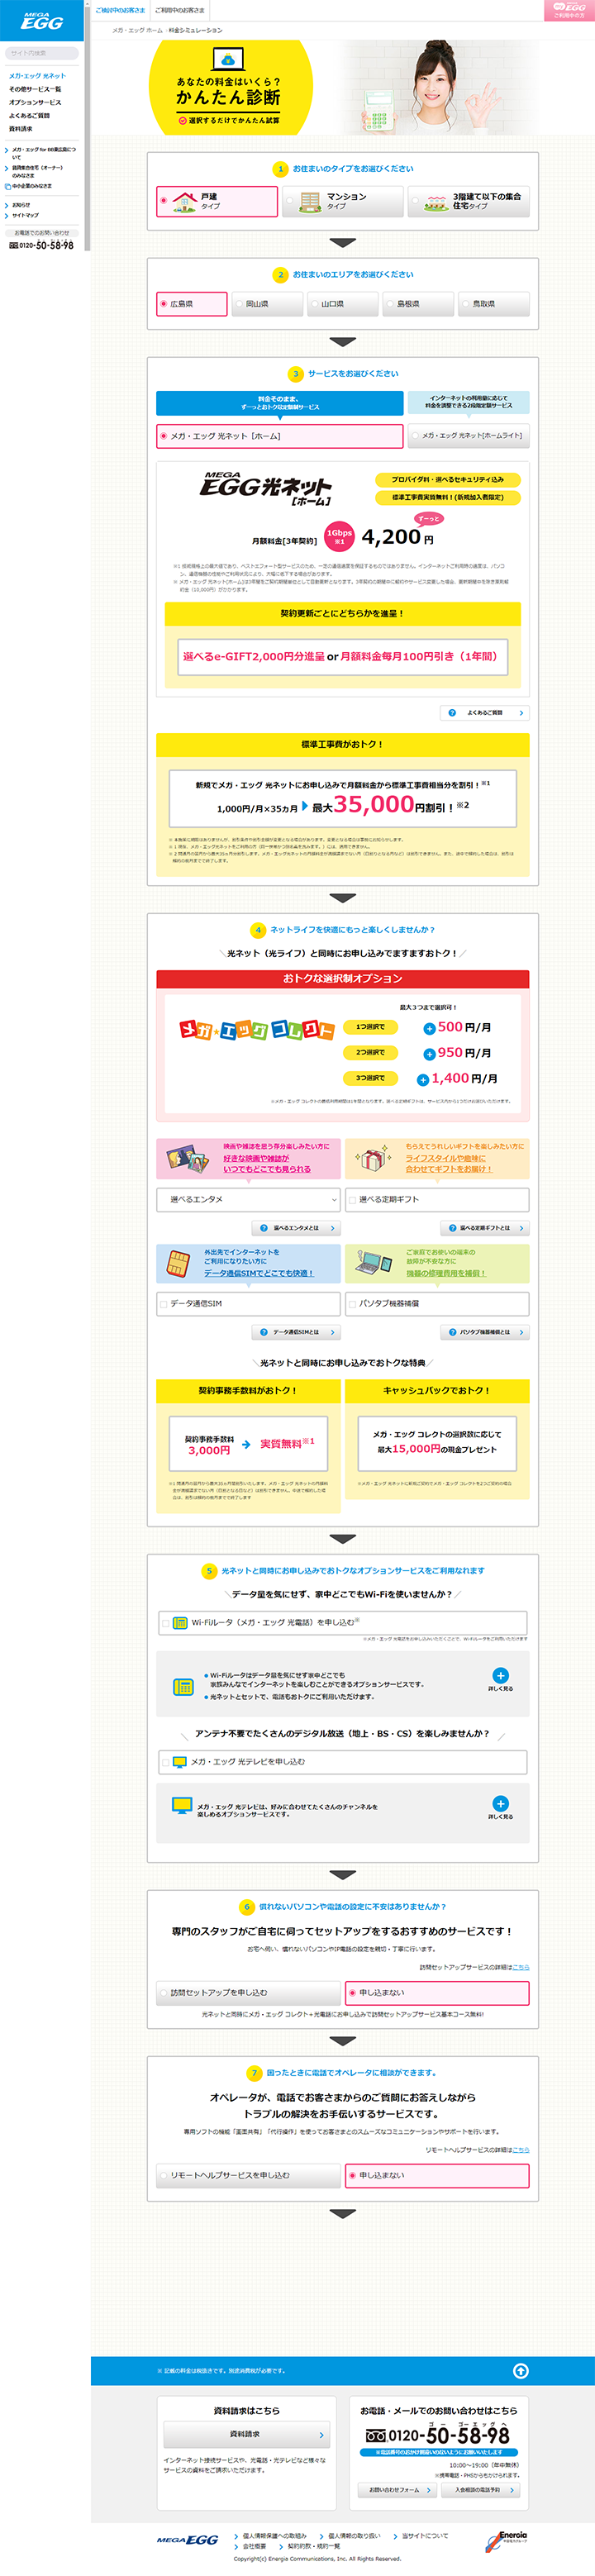 MEGA EGG
サイト内検索
メガ・エッグ 光ネット
その他サービス一覧
オプションサービス
よくあるご質問
資料請求
メガ・エッグ for BB東広島について
賃貸集合住宅（オーナー）のみなさま
中小企業のみなさま
お知らせ
サイトマップ
お電話でのお問い合わせ
0120-50-58-98
ご検討中のお客さま
ご利用中のお客さま
EGG
ご利用中の方
メガ・エッグ ホーム
料金シミュレーション
あなたの料金はいくら？
かんたん診断
選択するだけでかんたん試算
1 お住まいのタイプをお選びください
戸建
タイプ
マンション
タイプ
3階建て以下の集合
住宅タイプ
2 お住まいのエリアをお選びください
広島県
岡山県
山口県
島根県
鳥取県
3 サービスをお選びください
料金そのまま、
ずーっとおトクな定額制サービス
インターネットの利用量に応じて
料金を調整できる2段階定額サービス
メガ・エッグ 光ネット［ホーム］
メガ・エッグ 光ネット[ホームライト]
MEGA
EGG光ネット
[ホーム]
プロバイダ料・選べるセキュリティ込み
標準工事費実質無料！(新規加入者限定)
月額料金[3年契約]
1Gbps
※1
ずーっと
4,200円
契約更新ごとにどちらかを進呈！
選べるe-GIFT2,000円分進呈 or 月額料金毎月100円引き（1年間）
よくあるご質問
標準工事費がおトク！
新規でメガ・エッグ 光ネットにお申し込みで月額料金から標準工事費相当分を割引！※1
1,000円/月×35ヵ月 最大35,000円割引！※2
4 ネットライフを快適にもっと楽しくしませんか？
＼光ネット（光ライフ）と同時にお申し込みでますますおトク！／
おトクな選択制オプション
最大3つまで選択可！
メガ・エッグ コレクト
1つ選択で
+500円/月
2つ選択で
+950円/月
3つ選択で
+1,400円/月
映画や雑誌を思う存分楽しみたい方に
好きな映画や雑誌が
いつでもどこでも見られる
もらえてうれしいギフトを楽しみたい方に
ライフスタイルや趣味に
合わせてギフトをお届け！
選べるエンタメ
選べる定期ギフト
選べるエンタメとは
選べる定期ギフトとは
外出先でインターネットを
ご利用になりたい方に
データ通信SIMでどこでも快適！
ご家庭でお使いの端末の
故障が不安な方に
機器の修理費用を補償！
データ通信SIM
パソタブ機器補償
データ通信SIMとは
パソタブ機器補償とは
＼光ネットと同時にお申し込みでおトクな特典／
契約事務手数料がおトク！
キャッシュバックでおトク！
契約事務手数料
3,000円
実質無料※1
メガ・エッグ コレクトの選択数に応じて
最大15,000円の現金プレゼント
5 光ネットと同時にお申し込みでおトクなオプションサービスをご利用なれます
＼データ量を気にせず、家中どこでもWi-Fiを使いませんか？／
Wi-Fiルータ（メガ・エッグ 光電話）を申し込む※
※メガ・エッグ 光電話をお申し込みいただくことで、Wi-Fiルータをご利用いただけます
Wi-Fiルータはデータ量を気にせず家中どこでも
家族みんなでインターネットを楽しむことができるオプションサービスです。
光ネットとセットで、電話もおトクにご利用いただけます。
詳しく見る
＼アンテナ不要でたくさんのデジタル放送（地上・BS・CS）を楽しみませんか？／
メガ・エッグ 光テレビを申し込む
メガ・エッグ 光テレビは、好みに合わせてたくさんのチャンネルを
楽しめるオプションサービスです。
詳しく見る
6 慣れないパソコンや電話の設定に不安はありませんか？
専門のスタッフがご自宅に伺ってセットアップをするおすすめのサービスです！
お宅へ伺い、慣れないパソコンやIP電話の設定を親切・丁寧に行います。
訪問セットアップサービスの詳細はこちら
訪問セットアップを申し込む
申し込まない
光ネットと同時にメガ・エッグ コレクト＋光電話にお申し込みで訪問セットアップサービス基本コース無料!
7 困ったときに電話でオペレータに相談ができます。
オペレータが、電話でお客さまからのご質問にお答えしながら
トラブルの解決をお手伝いするサービスです。
専用ソフトの機能「画面共有」「代行操作」を使ってお客さまとのスムーズなコミュニケーションやサポートを行います。
リモートヘルプサービスの詳細はこちら
リモートヘルプサービスを申し込む
申し込まない
※ 記載の料金は税抜きです。別途消費税が必要です。
資料請求はこちら
資料請求
インターネット接続サービスや、光電話・光テレビなど様々な
サービスの資料をご請求いただけます。
お電話・メールでのお問い合わせはこちら
ゴー ゴーエッグへ
0120-50-58-98
※電話番号のおかけ間違いのないようにお願いいたします
10:00～19:00（年中無休）
※携帯電話・PHSからもかけられます。
お問い合わせフォーム
入会相談の電話予約
MEGA EGG
個人情報保護への取組み
個人情報の取り扱い
当サイトについて
会社概要
契約約款・規約一覧
Copyright(c) Energia Communications, Inc. All Rights Reserved.
Energia